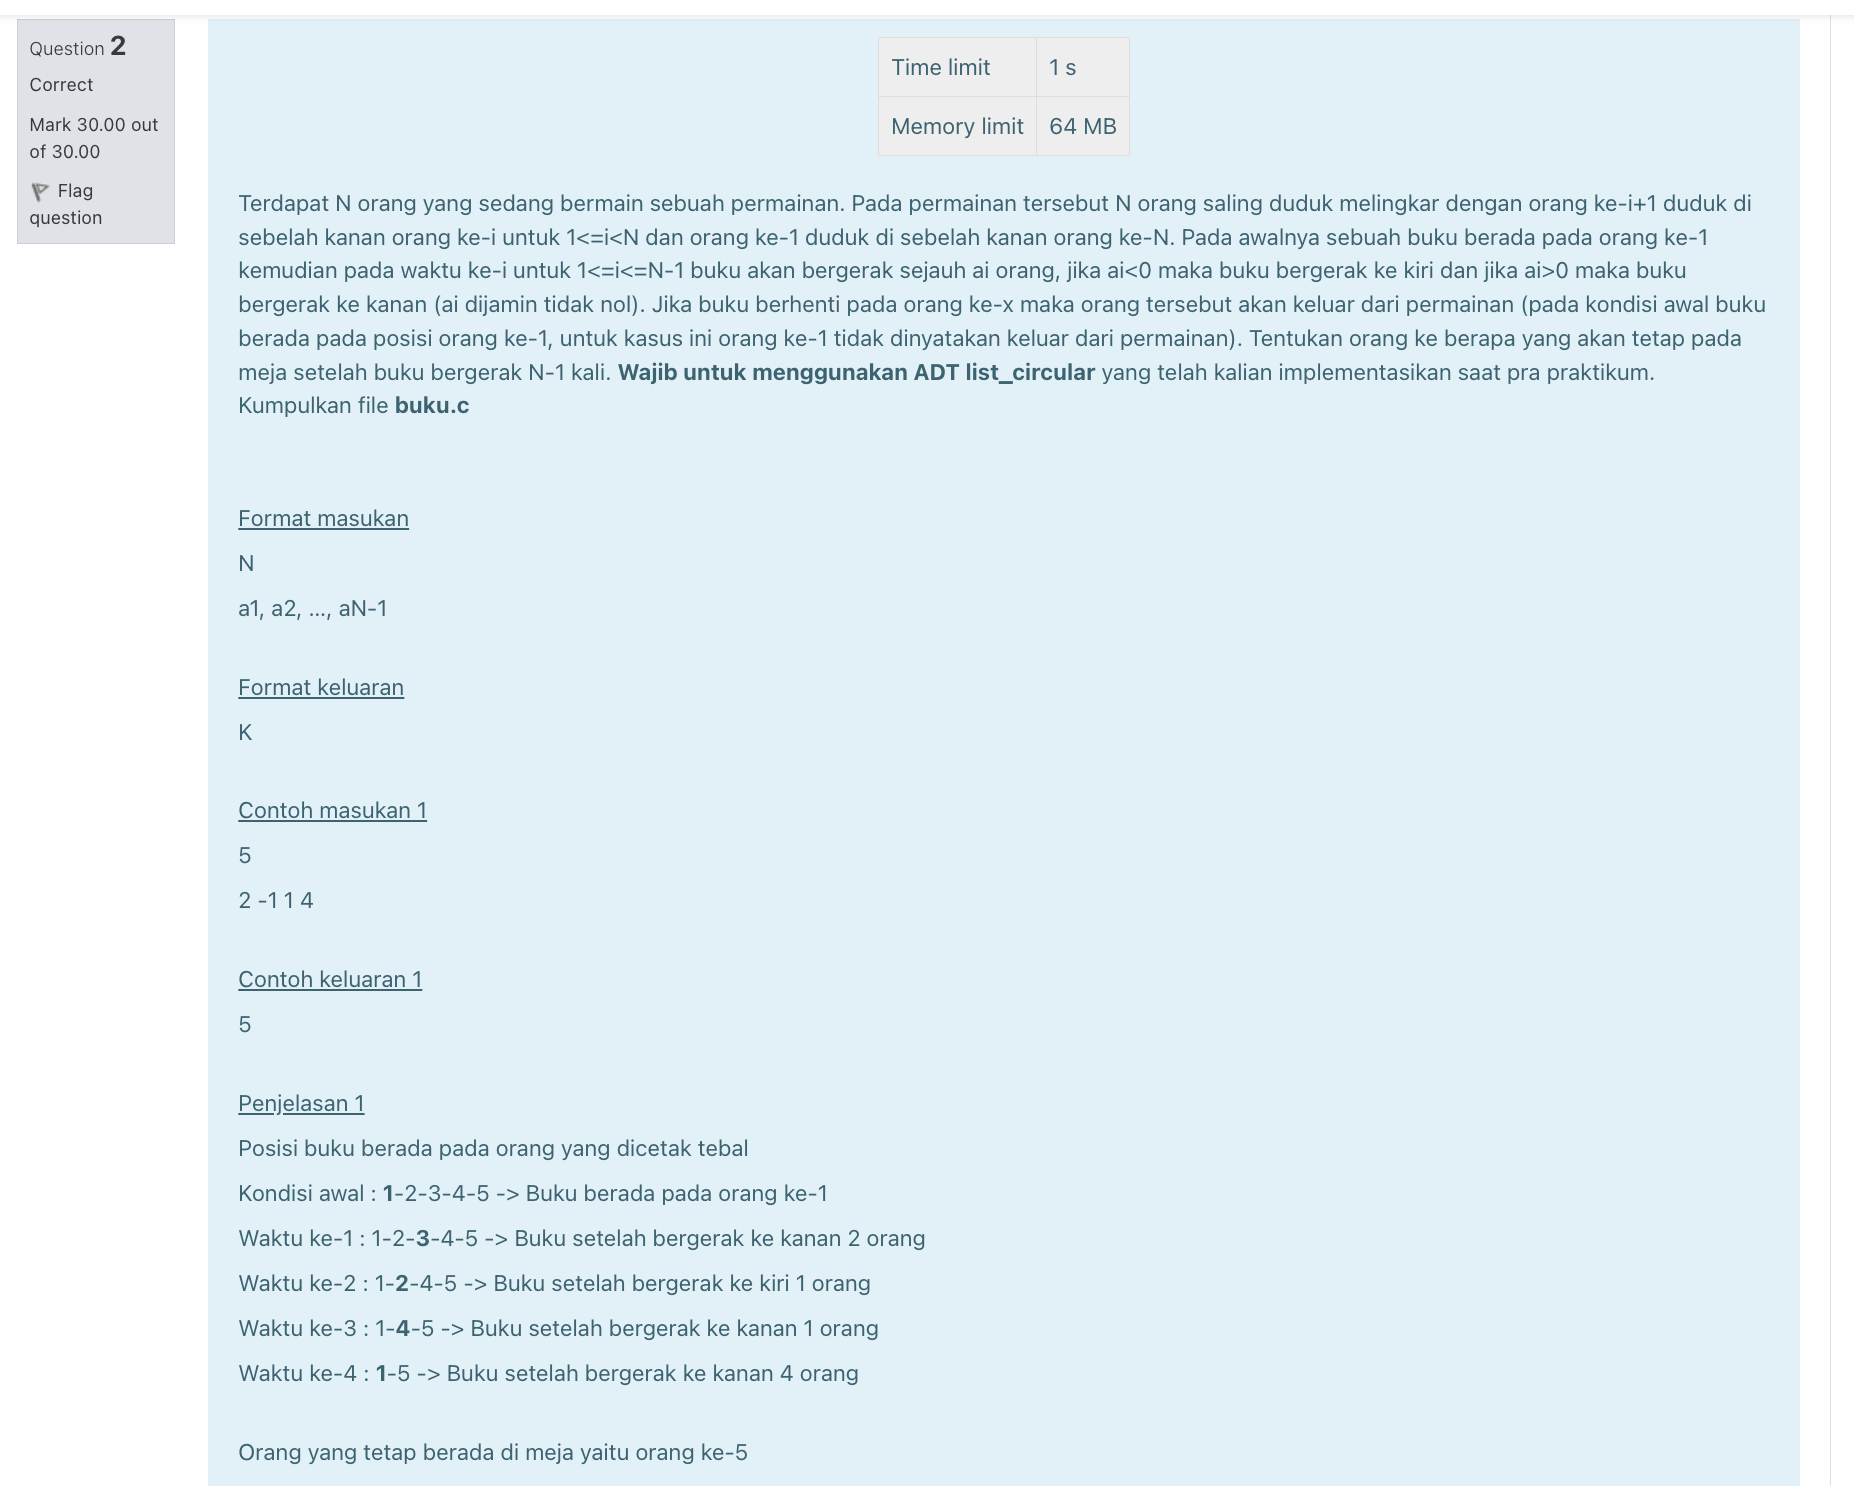 Question 2
Correct
Mark 30.00 out
of 30.00
Flag
question
Time limit 1 s
Memory limit 64 MB
Terdapat N orang yang sedang bermain sebuah permainan. Pada permainan tersebut N orang saling duduk melingkar dengan orang ke-i+1 duduk di
sebelah kanan orang ke-i untuk 1<=i<N dan orang ke-1 duduk di sebelah kanan orang ke-N. Pada awalnya sebuah buku berada pada orang ke-1
kemudian pada waktu ke-i untuk 1<=i<=N-1 buku akan bergerak sejauh ai orang, jika ai<0 maka buku bergerak ke kiri dan jika ai>0 maka buku
bergerak ke kanan (ai dijamin tidak nol). Jika buku berhenti pada orang ke-x maka orang tersebut akan keluar dari permainan (pada kondisi awal buku
berada pada posisi orang ke-1, untuk kasus ini orang ke-1 tidak dinyatakan keluar dari permainan). Tentukan orang ke berapa yang akan tetap pada
meja setelah buku bergerak N-1 kali. Wajib untuk menggunakan ADT list_circular yang telah kalian implementasikan saat pra praktikum.
Kumpulkan file buku.c
Format masukan
N
a1, a2, ..., aN-1
Format keluaran
K
Contoh masukan 1
5
2 -1 1 4
Contoh keluaran 1
5
Penjelasan 1
Posisi buku berada pada orang yang dicetak tebal
Kondisi awal : 1-2-3-4-5 -> Buku berada pada orang ke-1
Waktu ke-1 : 1-2-3-4-5 -> Buku setelah bergerak ke kanan 2 orang
Waktu ke-2 : 1-2-4-5 -> Buku setelah bergerak ke kiri 1 orang
Waktu ke-3 : 1-4-5 -> Buku setelah bergerak ke kanan 1 orang
Waktu ke-4 : 1-5 -> Buku setelah bergerak ke kanan 4 orang
Orang yang tetap berada di meja yaitu orang ke-5